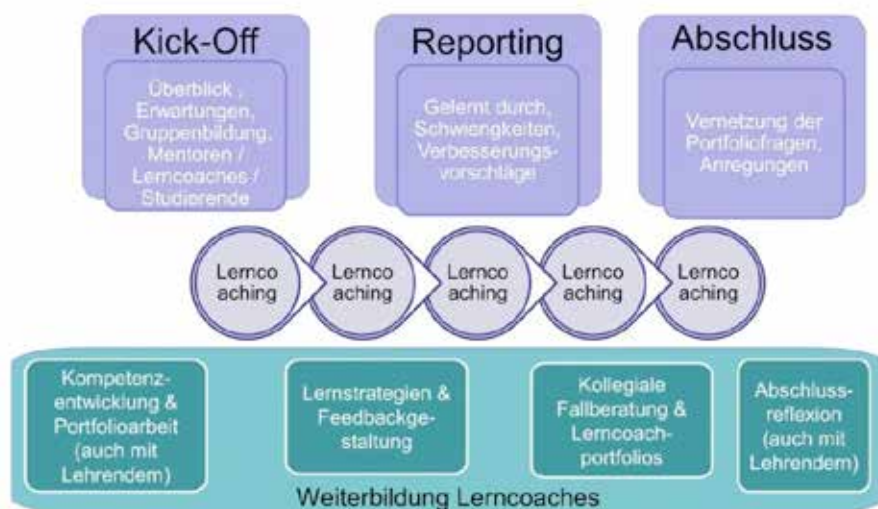 Kick-Off
Überblick ,
Erwartungen,
Gruppenbildung,
Mentoren /
Lerncoaches /
Studierende
Reporting
Gelernt durch,
Schwierigkeiten,
Verbesserungs-
vorschläge
Abschluss
Vernetzung der
Portfoliofragen,
Anregungen
Lernco
aching
Lernco
aching
Lernco
aching
Lernco
aching
Lernco
aching
Kompetenz-
entwicklung &
Portfolioarbeit
(auch mit
Lehrendem)
Lernstrategien &
Feedbackge-
staltung
Kollegiale
Fallberatung &
Lerncoach-
portfolios
Abschluss-
reflexion
(auch mit
Lehrendem)
Weiterbildung Lerncoaches